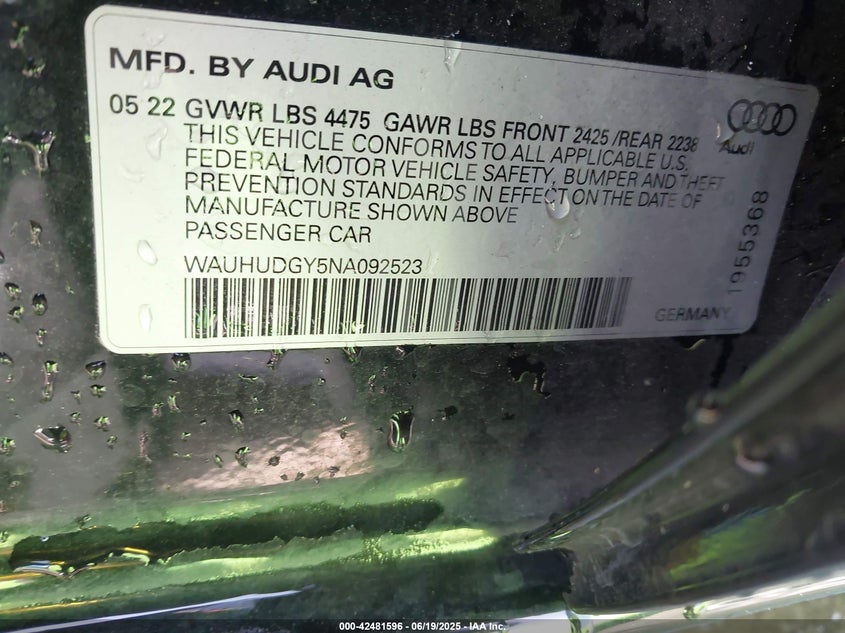 MFD. BY AUDI AG
05 22 GVWR LBS 4475 GAWR LBS FRONT 2425 /REAR 2238
THIS VEHICLE CONFORMS TO ALL APPLICABLE U.S.
FEDERAL MOTOR VEHICLE SAFETY, BUMPER AND THEFT
PREVENTION STANDARDS IN EFFECT ON THE DATE OF
MANUFACTURE SHOWN ABOVE
PASSENGER CAR
WAUHUDGY5NA092523
Audi
1955368
GERMANY
000-42481596 - 06/19/2025 - IAA Inc.